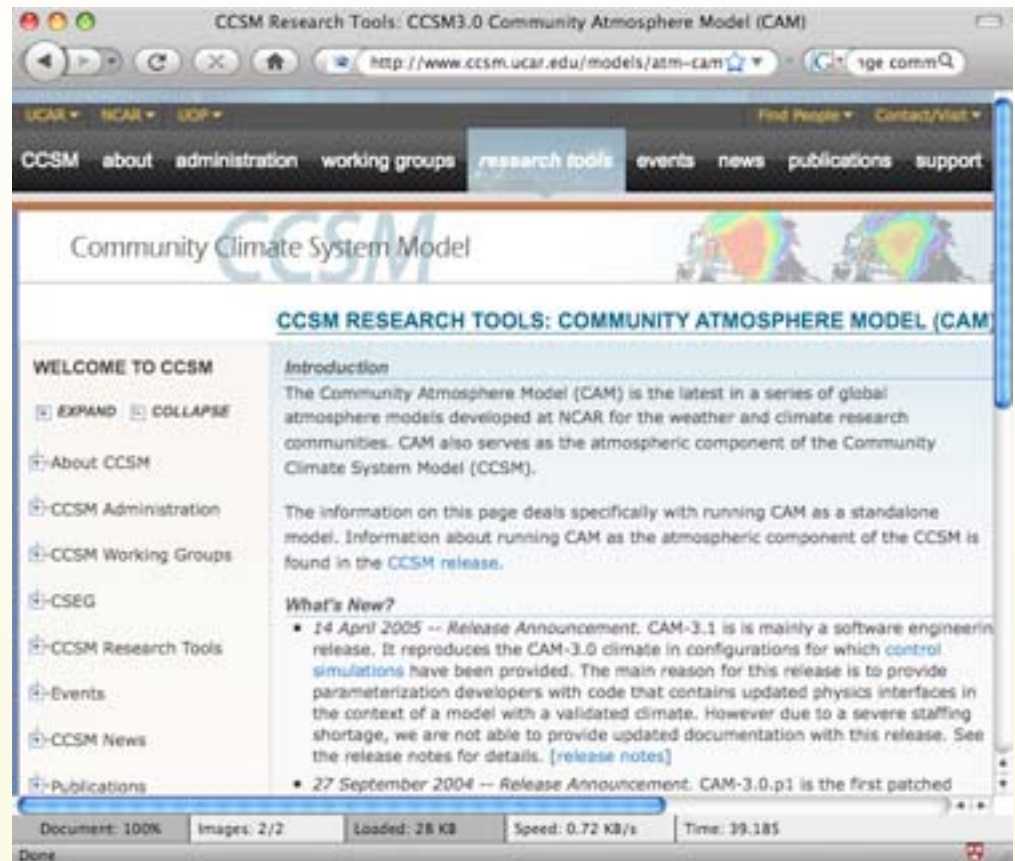 CCSM Research Tools: CCSM3.0 Community Atmosphere Model (CAM)
http://www.ccsm.ucar.edu/models/atm-cam
nge comm
UCAR NCAR UOP Find People Contact/Visit
CCSM about administration working groups research tools events news publications support
CCSM
Community Climate System Model
CCSM RESEARCH TOOLS: COMMUNITY ATMOSPHERE MODEL (CAM)
WELCOME TO CCSM
EXPAND COLLAPSE
About CCSM
CCSM Administration
CCSM Working Groups
CSEG
CCSM Research Tools
Events
CCSM News
Publications
Introduction
The Community Atmosphere Model (CAM) is the latest in a series of global
atmosphere models developed at NCAR for the weather and climate research
communities. CAM also serves as the atmospheric component of the Community
Climate System Model (CCSM).
The information on this page deals specifically with running CAM as a standalone
model. Information about running CAM as the atmospheric component of the CCSM is
found in the CCSM release.
What's New?
• 14 April 2005 -- Release Announcement. CAM-3.1 is is mainly a software engineerin
release. It reproduces the CAM-3.0 climate in configurations for which control
simulations have been provided. The main reason for this release is to provide
parameterization developers with code that contains updated physics interfaces in
the context of a model with a validated climate. However due to a severe staffing
shortage, we are not able to provide updated documentation with this release. See
the release notes for details. [release notes]
• 27 September 2004 -- Release Announcement. CAM-3.0.p1 is the first patched
Document: 100% Images: 2/2 Loaded: 28 KB Speed: 0.72 KB/s Time: 39.185
Done